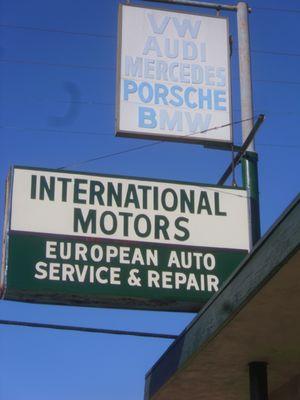 VW
AUDI
MERCEDES
PORSCHE
BMW
INTERNATIONAL
MOTORS
EUROPEAN AUTO
SERVICE & REPAIR